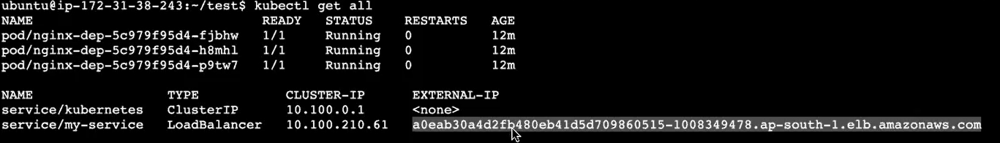 ubuntu@ip-172-31-38-243:~/test$ kubectl get all
NAME READY STATUS RESTARTS AGE
pod/nginx-dep-5c979f95d4-fjbhw 1/1 Running 0 12m
pod/nginx-dep-5c979f95d4-h8mhl 1/1 Running 0 12m
pod/nginx-dep-5c979f95d4-p9tw7 1/1 Running 0 12m
NAME TYPE CLUSTER-IP EXTERNAL-IP
service/kubernetes ClusterIP 10.100.0.1 <none>
service/my-service LoadBalancer 10.100.210.61 a0eab30a4d2fb480eb41d5d709860515-1008349478.ap-south-1.elb.amazonaws.com